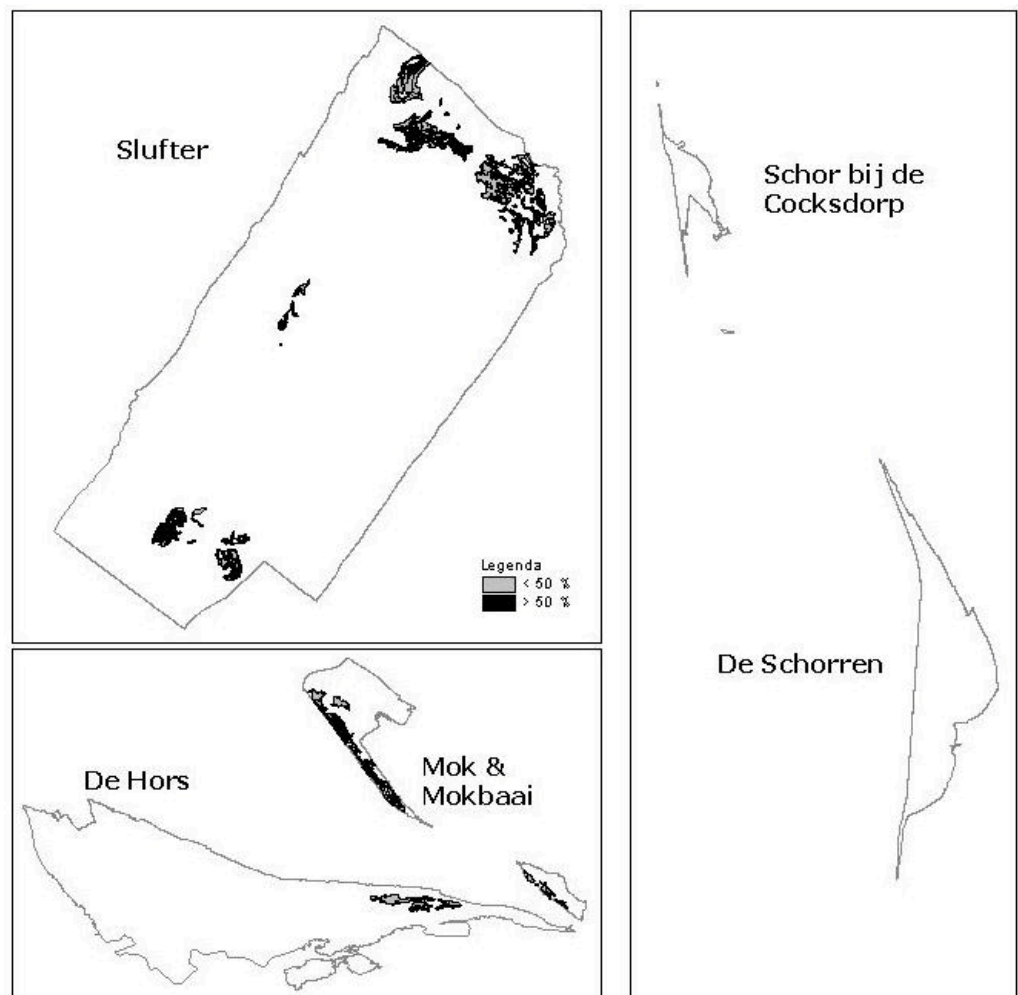 Slufter
Legenda
< 50 %
> 50 %
De Hors
Mok &
Mokbaai
Schor bij de
Cocksdorp
De Schorren